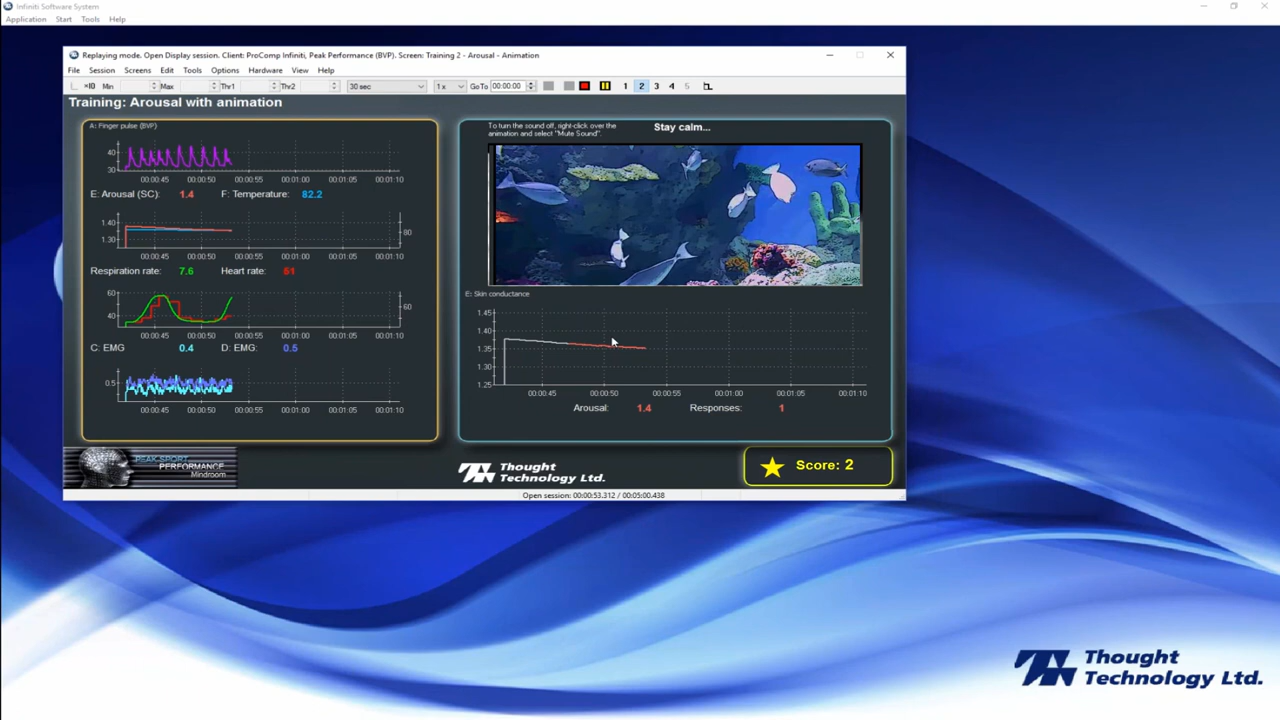 Infiniti Software System
Application Start Tools Help
Replaying mode. Open Display session. Client: ProComp Infiniti, Peak Performance (BVP). Screen: Training 2 - Arousal - Animation
File Session Screens Edit Tools Options Hardware View Help
×10 Min Max Thr1 Thr2 30 sec 1 x Go To 00:00:00 1 2 3 4 5
Training: Arousal with animation
A: Finger pulse (BVP)
40
30
00:00:45 00:00:50 00:00:55 00:01:00 00:01:05 00:01:10
E: Arousal (SC): 1.4 F: Temperature: 82.2
1.40
1.30
80
00:00:45 00:00:50 00:00:55 00:01:00 00:01:05 00:01:10
Respiration rate: 7.6 Heart rate: 61
60
40
60
00:00:45 00:00:50 00:00:55 00:01:00 00:01:05 00:01:10
C: EMG 0.4 D: EMG: 0.5
0.5
00:00:45 00:00:50 00:00:55 00:01:00 00:01:05 00:01:10
To turn the sound off, right-click over the
animation and select "Mute Sound".
Stay calm...
E: Skin conductance
1.45
1.40
1.35
1.30
1.25
00:00:45 00:00:50 00:00:55 00:01:00 00:01:05 00:01:10
Arousal: 1.4 Responses: 1
PEAK SPORT
PERFORMANCE
Mindroom
Thought
Technology Ltd.
Score: 2
Open session: 00:00:53.312 / 00:05:00.438
Thought
Technology Ltd.